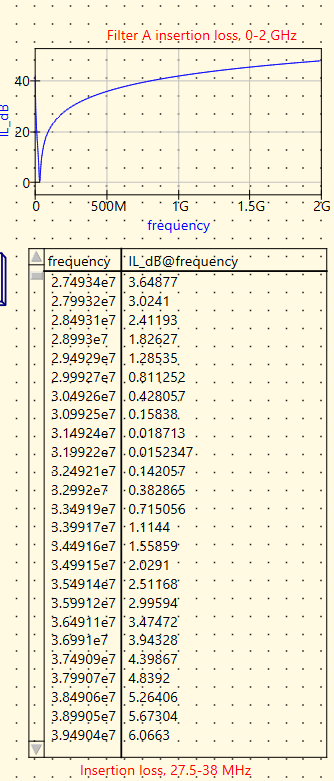 Filter A insertion loss, 0-2 GHz
IL_dB
40
20
0
0 500M 1G 1.5G 2G
frequency
frequency IL_dB@frequency
2.74934e7 3.64877
2.79932e7 3.0241
2.84931e7 2.41193
2.8993e7 1.82627
2.94929e7 1.28535
2.99927e7 0.811252
3.04926e7 0.428057
3.09925e7 0.15838
3.14924e7 0.018713
3.19922e7 0.0152347
3.24921e7 0.142057
3.2992e7 0.382865
3.34919e7 0.715056
3.39917e7 1.1144
3.44916e7 1.55859
3.49915e7 2.0291
3.54914e7 2.51168
3.59912e7 2.99594
3.64911e7 3.47472
3.6991e7 3.94328
3.74909e7 4.39867
3.79907e7 4.8392
3.84906e7 5.26406
3.89905e7 5.67304
3.94904e7 6.0663
Insertion loss, 27.5-38 MHz